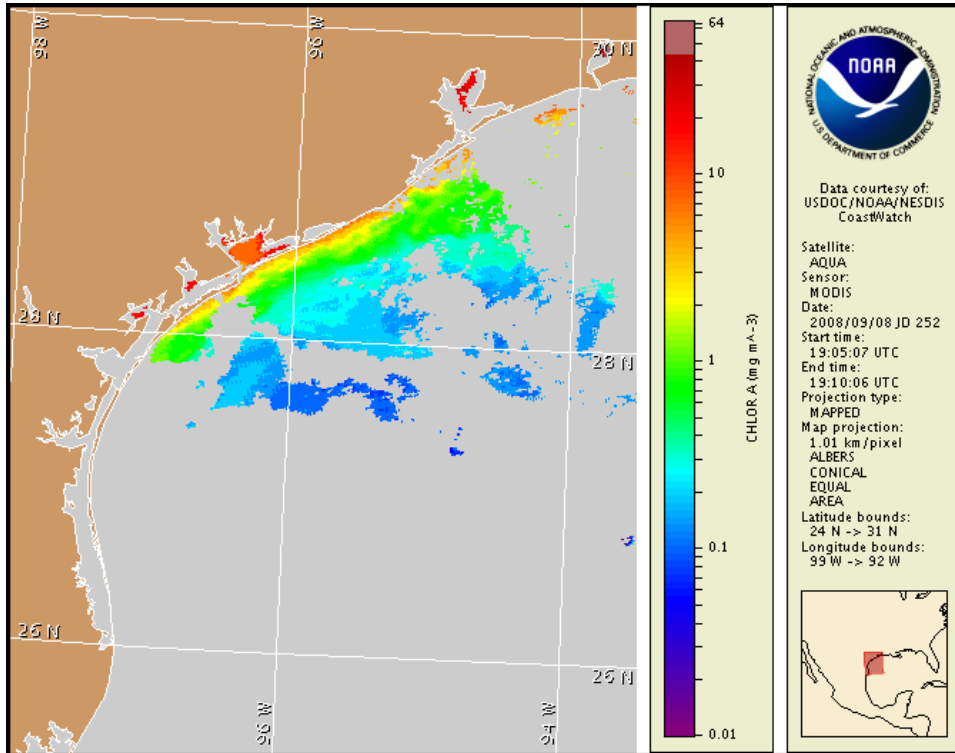 98 W
96 W
30 N
28 N
28 N
26 N
26 N
96 W
94 W
64
10
1
0.1
0.01
CHLOR A (mg m^-3)
NATIONAL OCEANIC AND ATMOSPHERIC ADMINISTRATION
NOAA
U.S. DEPARTMENT OF COMMERCE
Data courtesy of:
USDOC/NOAA/NESDIS
CoastWatch
Satellite:
AQUA
Sensor:
MODIS
Date:
2008/09/08 JD 252
Start time:
19:05:07 UTC
End time:
19:10:06 UTC
Projection type:
MAPPED
Map projection:
1.01 km/pixel
ALBERS
CONICAL
EQUAL
AREA
Latitude bounds:
24 N -> 31 N
Longitude bounds:
99 W -> 92 W